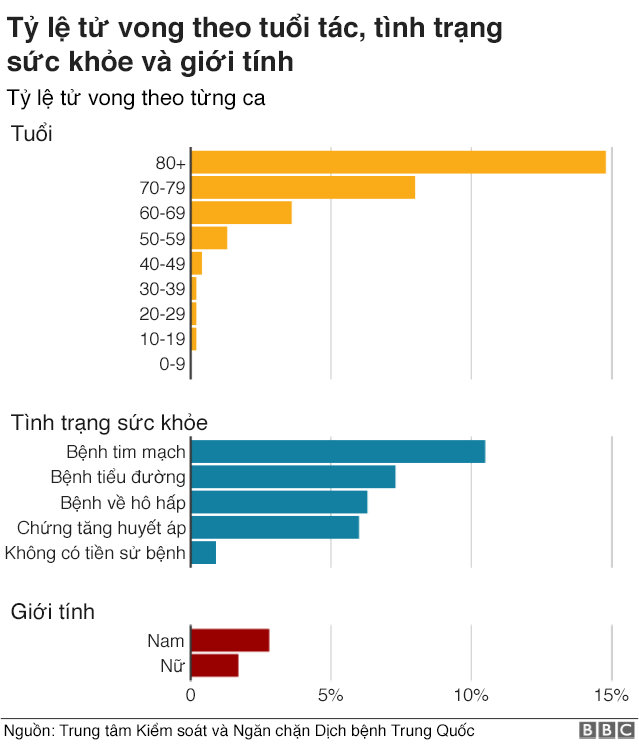 Tỷ lệ tử vong theo tuổi tác, tình trạng
sức khỏe và giới tính
Tỷ lệ tử vong theo từng ca
Tuổi
80+
70-79
60-69
50-59
40-49
30-39
20-29
10-19
0-9
Tình trạng sức khỏe
Bệnh tim mạch
Bệnh tiểu đường
Bệnh về hô hấp
Chứng tăng huyết áp
Không có tiền sử bệnh
Giới tính
Nam
Nữ
0 5% 10% 15%
Nguồn: Trung tâm Kiểm soát và Ngăn chặn Dịch bệnh Trung Quốc BBC